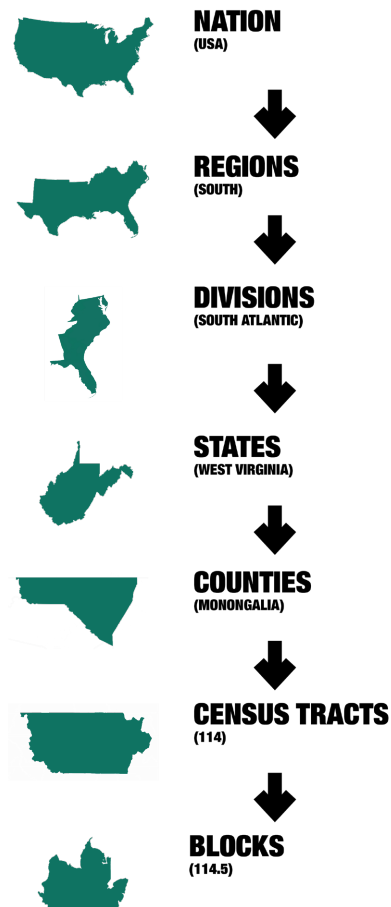 NATION
(USA)
REGIONS
(SOUTH)
DIVISIONS
(SOUTH ATLANTIC)
STATES
(WEST VIRGINIA)
COUNTIES
(MONONGALIA)
CENSUS TRACTS
(114)
BLOCKS
(114.5)